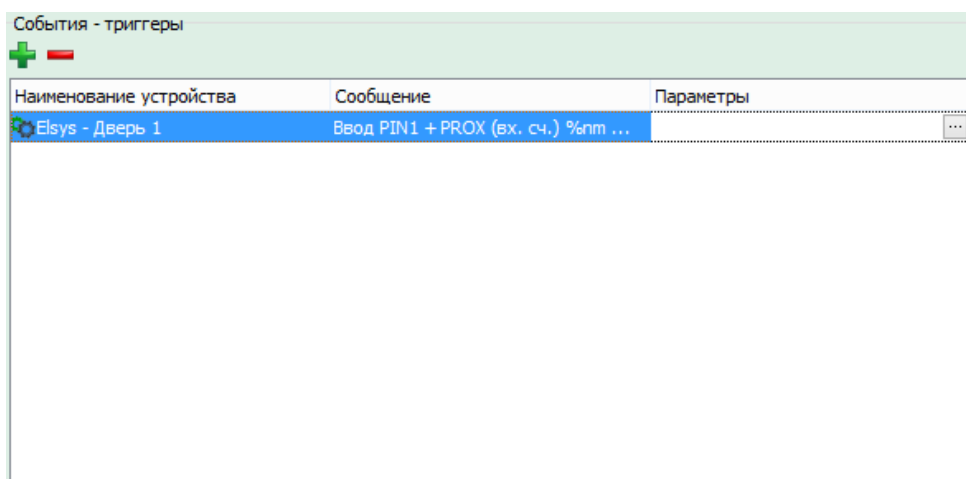 События - триггеры
Наименование устройства Сообщение Параметры
Elsys - Дверь 1 Ввод PIN1 + PROX (вх. сч.) %nm ... ...